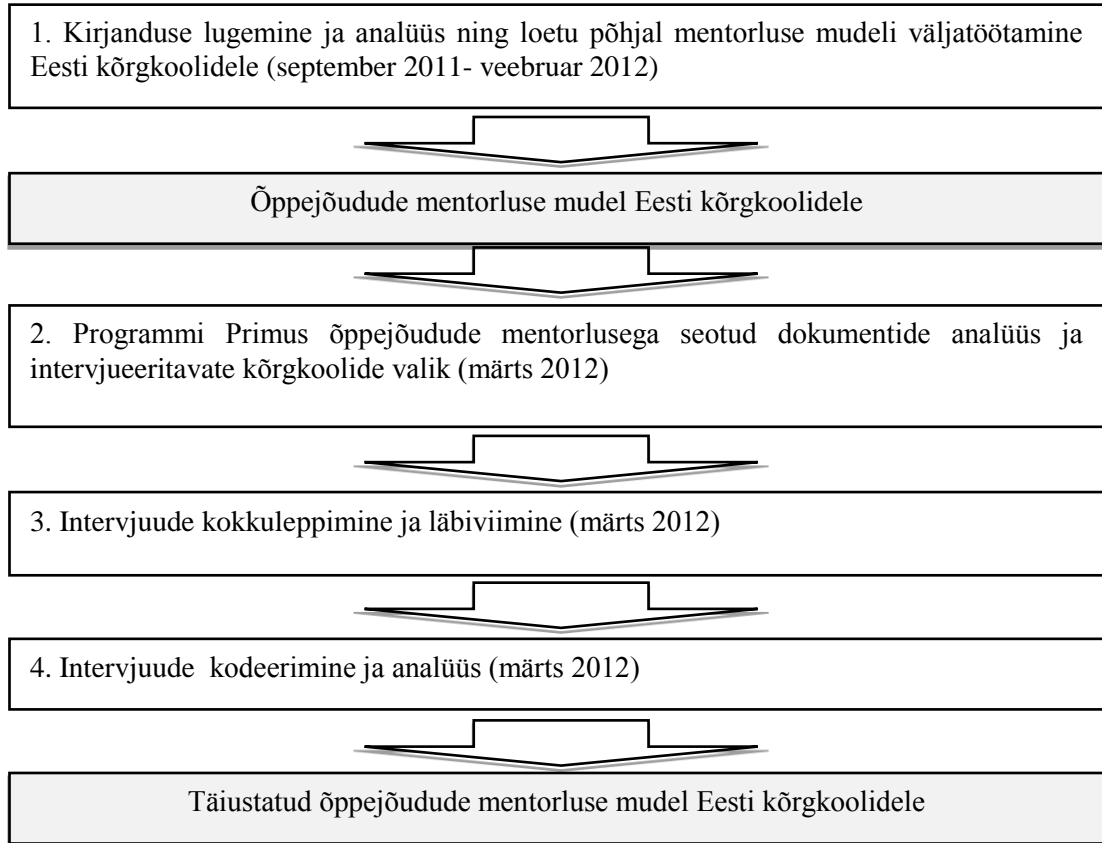 1. Kirjanduse lugemine ja analüüs ning loetu põhjal mentorluse mudeli väljatöötamine
Eesti kõrgkoolidele (september 2011- veebruar 2012)
Õppejõudude mentorluse mudel Eesti kõrgkoolidele
2. Programmi Primus õppejõudude mentorlusega seotud dokumentide analüüs ja
intervjueeritavate kõrgkoolide valik (märts 2012)
3. Intervjuude kokkuleppimine ja läbiviimine (märts 2012)
4. Intervjuude  kodeerimine ja analüüs (märts 2012)
Täiustatud õppejõudude mentorluse mudel Eesti kõrgkoolidele